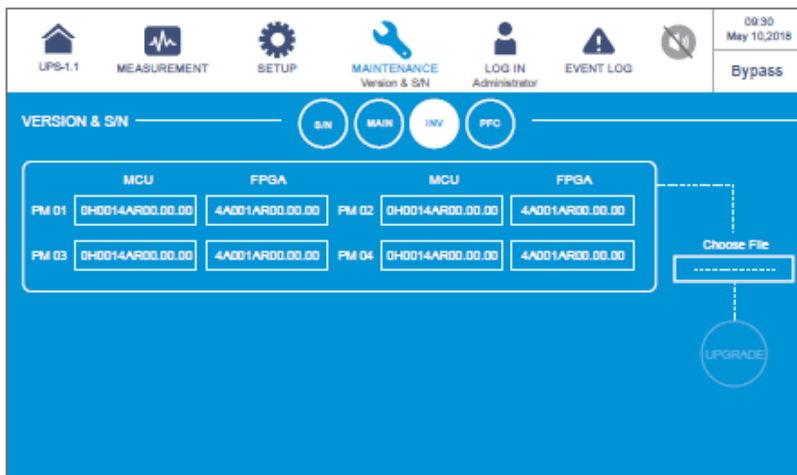 09:30
May 10,2018
UPS-1.1 MEASUREMENT SETUP MAINTENANCE LOG IN EVENT LOG
Version & S/N Administrator
Bypass
VERSION & S/N S/N MAIN INV PFC
MCU FPGA MCU FPGA
PM 01 0H0014AR00.00.00 4A001AR00.00.00 PM 02 0H0014AR00.00.00 4A001AR00.00.00
Choose File
PM 03 0H0014AR00.00.00 4A001AR00.00.00 PM 04 0H0014AR00.00.00 4A001AR00.00.00
---------------
UPGRADE